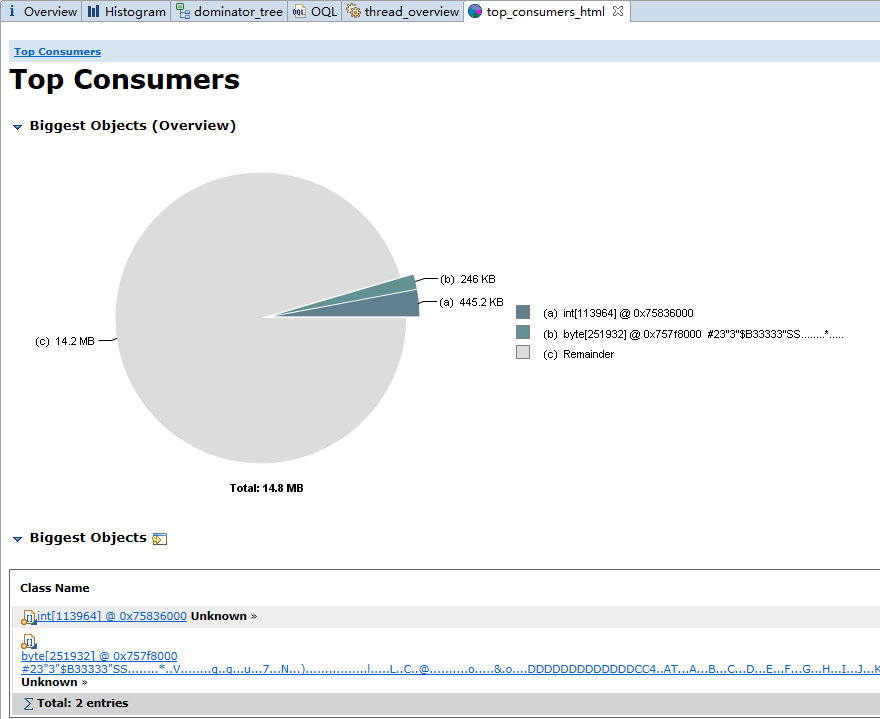 Overview Histogram dominator_tree OQL thread_overview top_consumers_html
Top Consumers
Top Consumers
Biggest Objects (Overview)
(b) 246 KB
(a) 445.2 KB
(a) int[113964] @ 0x75836000
(b) byte[251932] @ 0x757f8000 #23"3"$B33333"SS........*.....
(c) 14.2 MB
(c) Remainder
Total: 14.8 MB
Biggest Objects
Class Name
int[113964] @ 0x75836000 Unknown »
byte[251932] @ 0x757f8000
#23"3"$B33333"SS........*..V........q..q...u...7...N...)................!.....L..C..@..........o.....&.o....DDDDDDDDDDDDDDCC4..AT...A...B...C...D...E...F...G...H...I...J...K
Unknown »
∑ Total: 2 entries